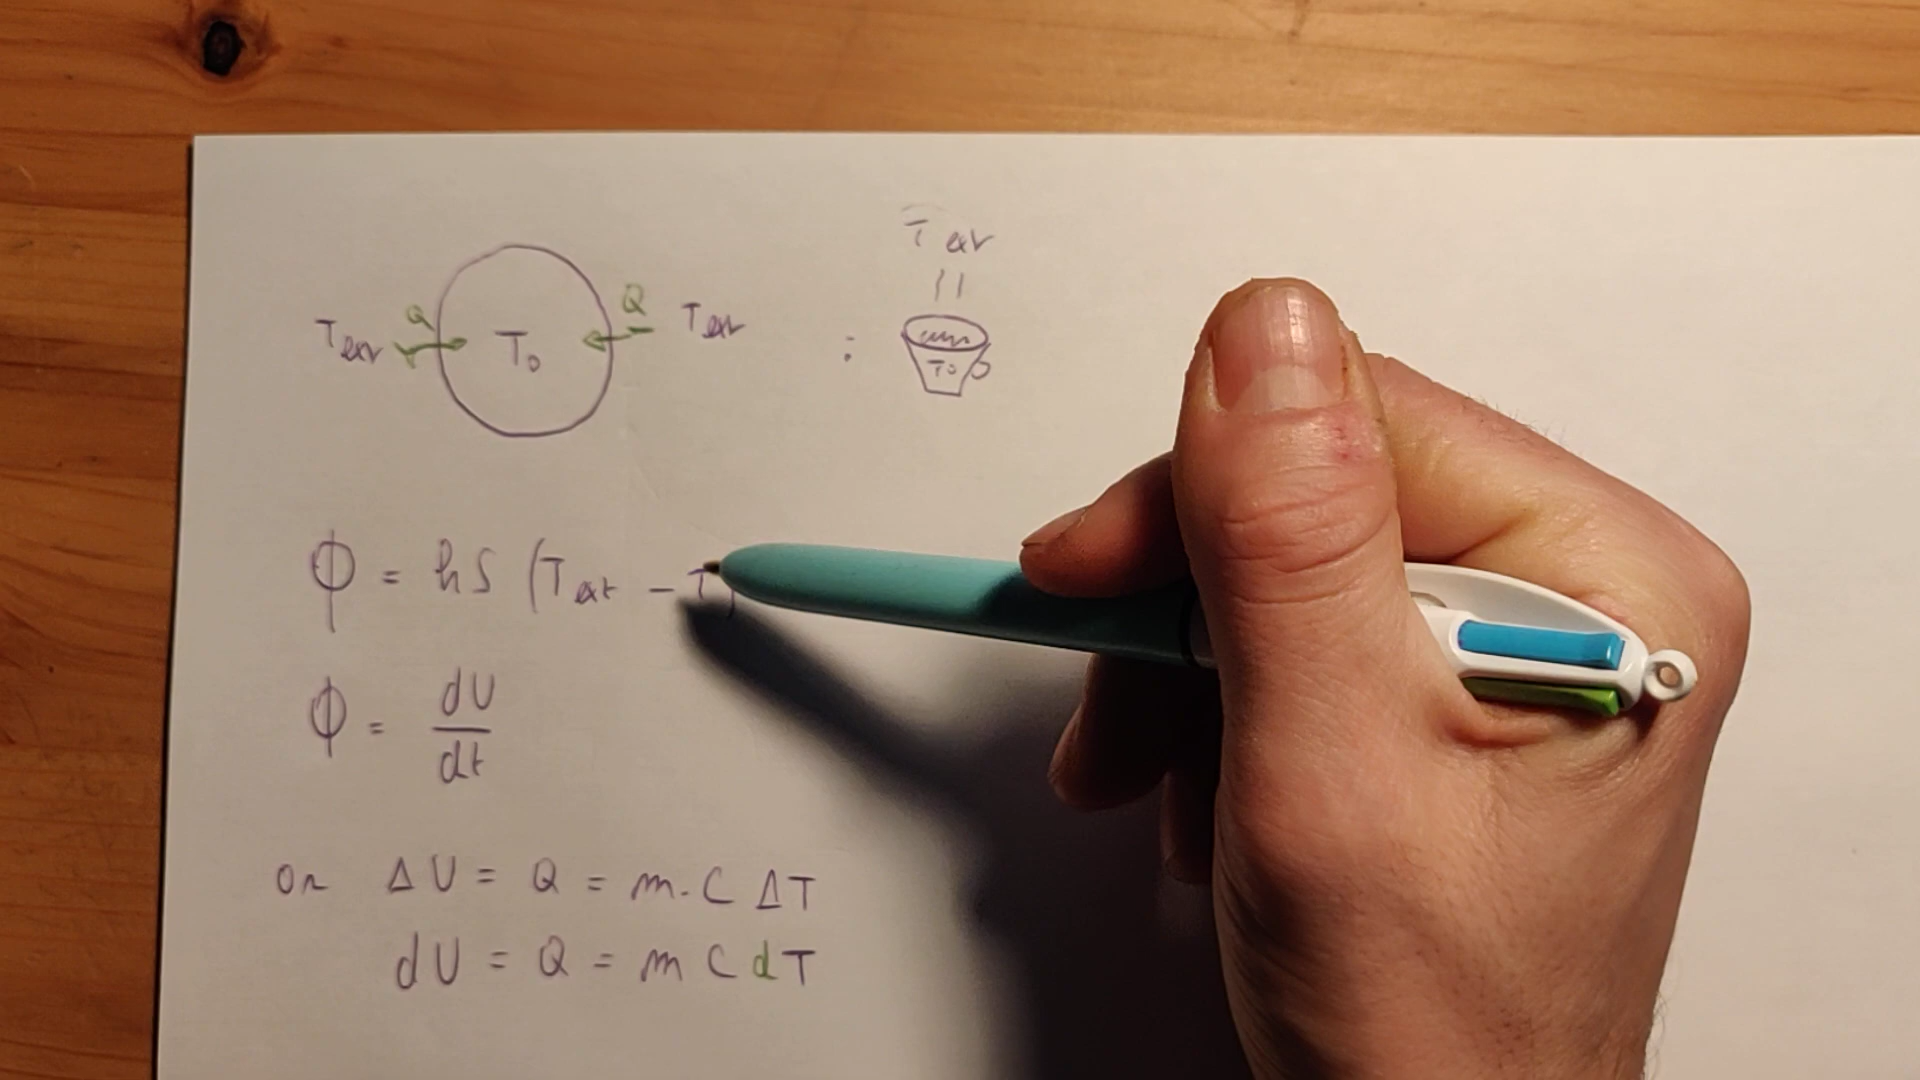 T ext
T ext Q T₀ Q T ext :
T₀
ϕ = hS (T ext − T)
ϕ = dU/dt
Or ΔU = Q = m.C ΔT
dU = Q = m C dT